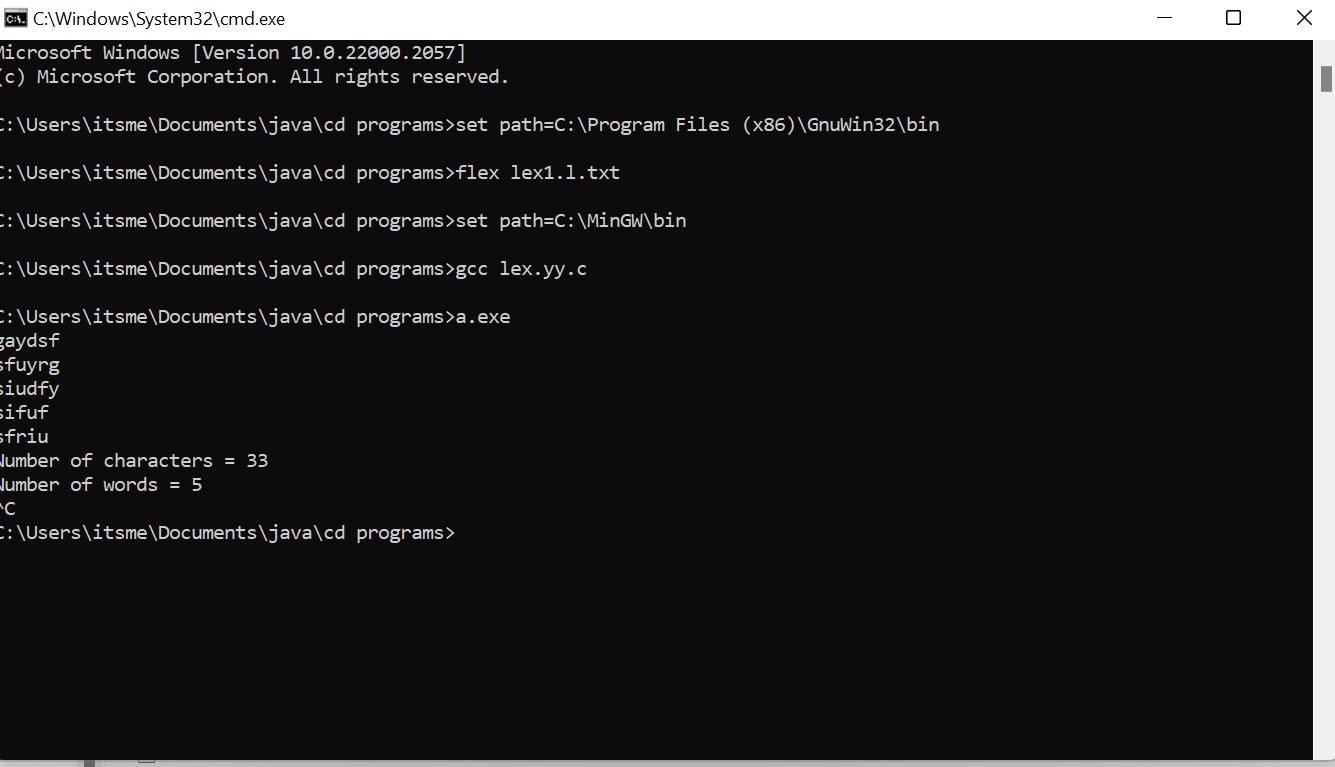 C:\Windows\System32\cmd.exe
Microsoft Windows [Version 10.0.22000.2057]
(c) Microsoft Corporation. All rights reserved.
C:\Users\itsme\Documents\java\cd programs>set path=C:\Program Files (x86)\GnuWin32\bin
C:\Users\itsme\Documents\java\cd programs>flex lex1.l.txt
C:\Users\itsme\Documents\java\cd programs>set path=C:\MinGW\bin
C:\Users\itsme\Documents\java\cd programs>gcc lex.yy.c
C:\Users\itsme\Documents\java\cd programs>a.exe
gaydsf
sfuyrg
siudfy
sifuf
sfriu
Number of characters = 33
Number of words = 5
^C
C:\Users\itsme\Documents\java\cd programs>